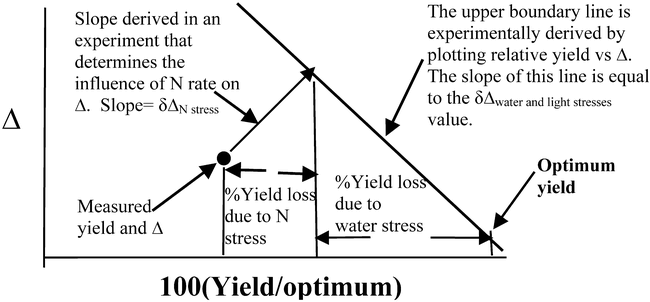 Slope derived in an
experiment that
determines the
influence of N rate on
Δ. Slope= δΔN stress
The upper boundary line is
experimentally derived by
plotting relative yield vs Δ.
The slope of this line is equal
to the δΔwater and light stresses
value.
Δ
Optimum
yield
%Yield loss
due to N
stress
%Yield loss
due to
water stress
Measured
yield and Δ
100(Yield/optimum)